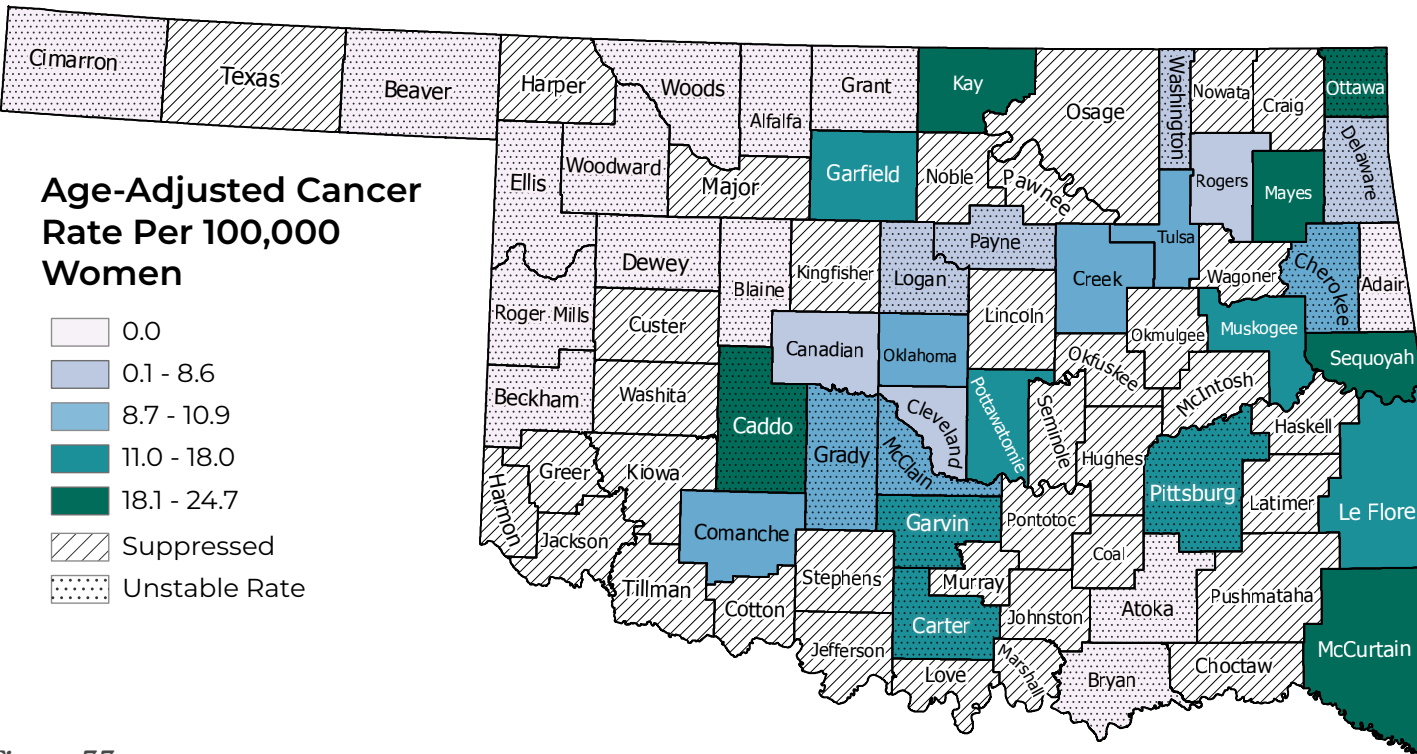 Cimarron
Texas
Beaver
Harper
Woods
Alfalfa
Grant
Kay
Osage
Washington
Nowata
Craig
Ottawa
Ellis
Woodward
Major
Garfield
Noble
Pawnee
Rogers
Mayes
Delaware
Age-Adjusted Cancer
Rate Per 100,000
Women
0.0
0.1 - 8.6
8.7 - 10.9
11.0 - 18.0
18.1 - 24.7
Suppressed
Unstable Rate
Roger Mills
Dewey
Blaine
Kingfisher
Logan
Payne
Creek
Tulsa
Wagoner
Cherokee
Adair
Custer
Canadian
Oklahoma
Lincoln
Okmulgee
Muskogee
Sequoyah
Beckham
Washita
Caddo
Grady
McClain
Cleveland
Pottawatomie
Seminole
Okfuskee
Hughes
McIntosh
Haskell
Harmon
Greer
Kiowa
Jackson
Comanche
Garvin
Pontotoc
Pittsburg
Latimer
Le Flore
Tillman
Cotton
Stephens
Murray
Coal
Carter
Johnston
Atoka
Pushmataha
McCurtain
Jefferson
Love
Marshall
Bryan
Choctaw